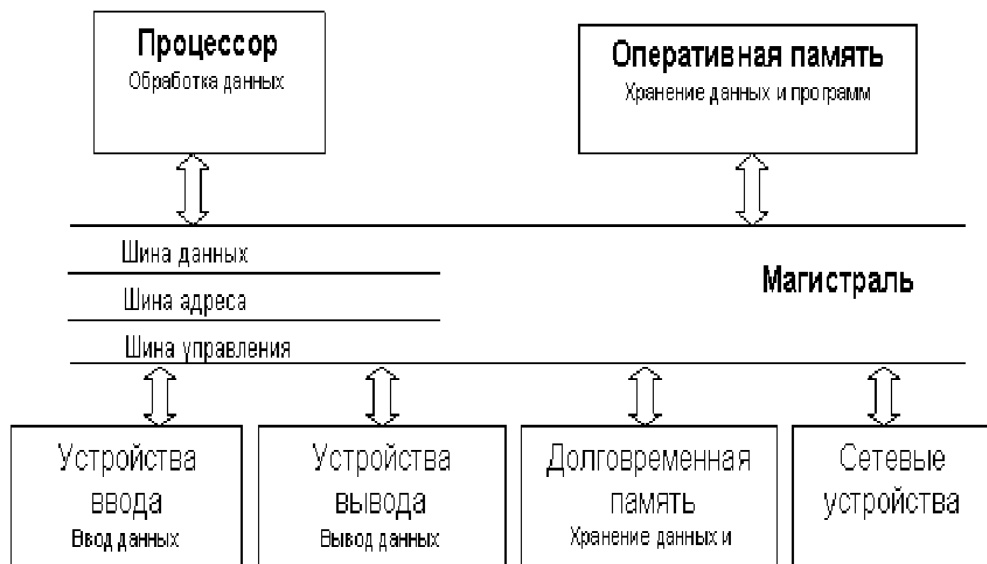 Процессор
Обработка данных
Оперативная память
Хранение данных и программ
Шина данных
Шина адреса
Шина управления
Магистраль
Устройства
ввода
Ввод данных
Устройства
вывода
Вывод данных
Долговременная
память
Хранение данных и
Сетевые
устройства